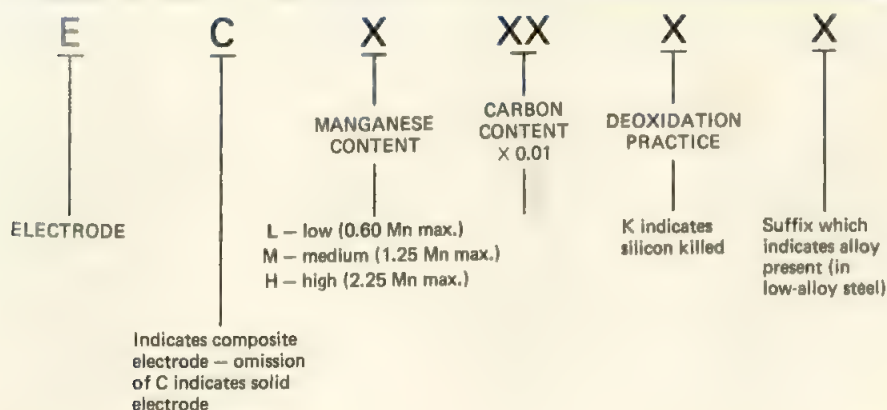 E C X XX X X
MANGANESE
CONTENT
CARBON
CONTENT
X 0.01
DEOXIDATION
PRACTICE
ELECTRODE
L – low (0.60 Mn max.)
M – medium (1.25 Mn max.)
H – high (2.25 Mn max.)
K indicates
silicon killed
Suffix which
indicates alloy
present (in
low-alloy steel)
Indicates composite
electrode – omission
of C indicates solid
electrode